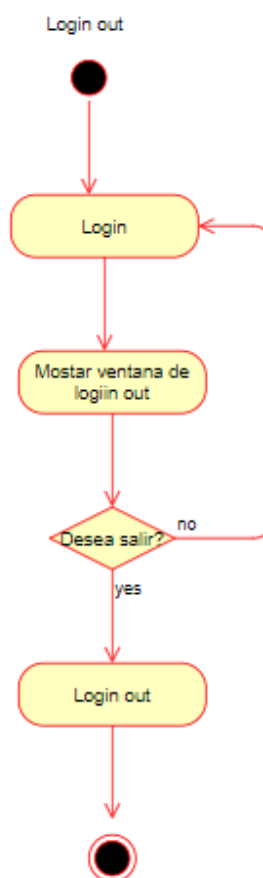 Login out
Login
Mostar ventana de
logiin out
Desea salir?
no
yes
Login out